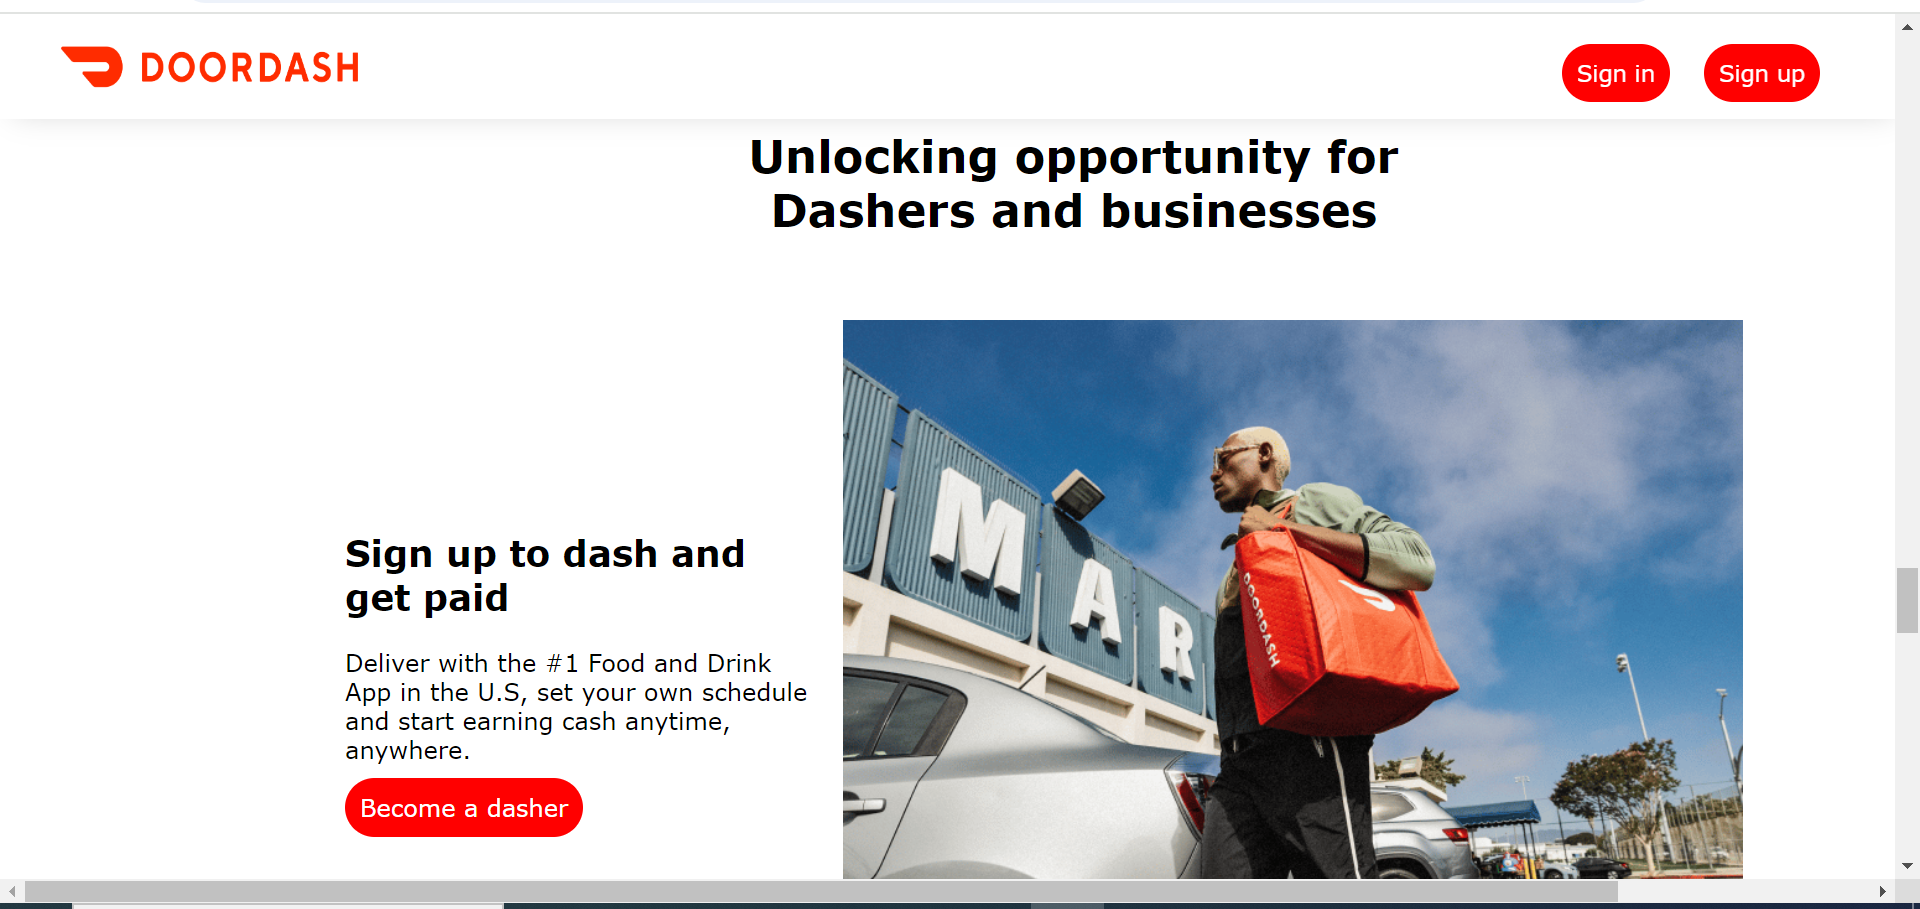 DOORDASH
Sign in
Sign up
Unlocking opportunity for
Dashers and businesses
MAR
DOORDASH
Sign up to dash and
get paid
Deliver with the #1 Food and Drink
App in the U.S, set your own schedule
and start earning cash anytime,
anywhere.
Become a dasher